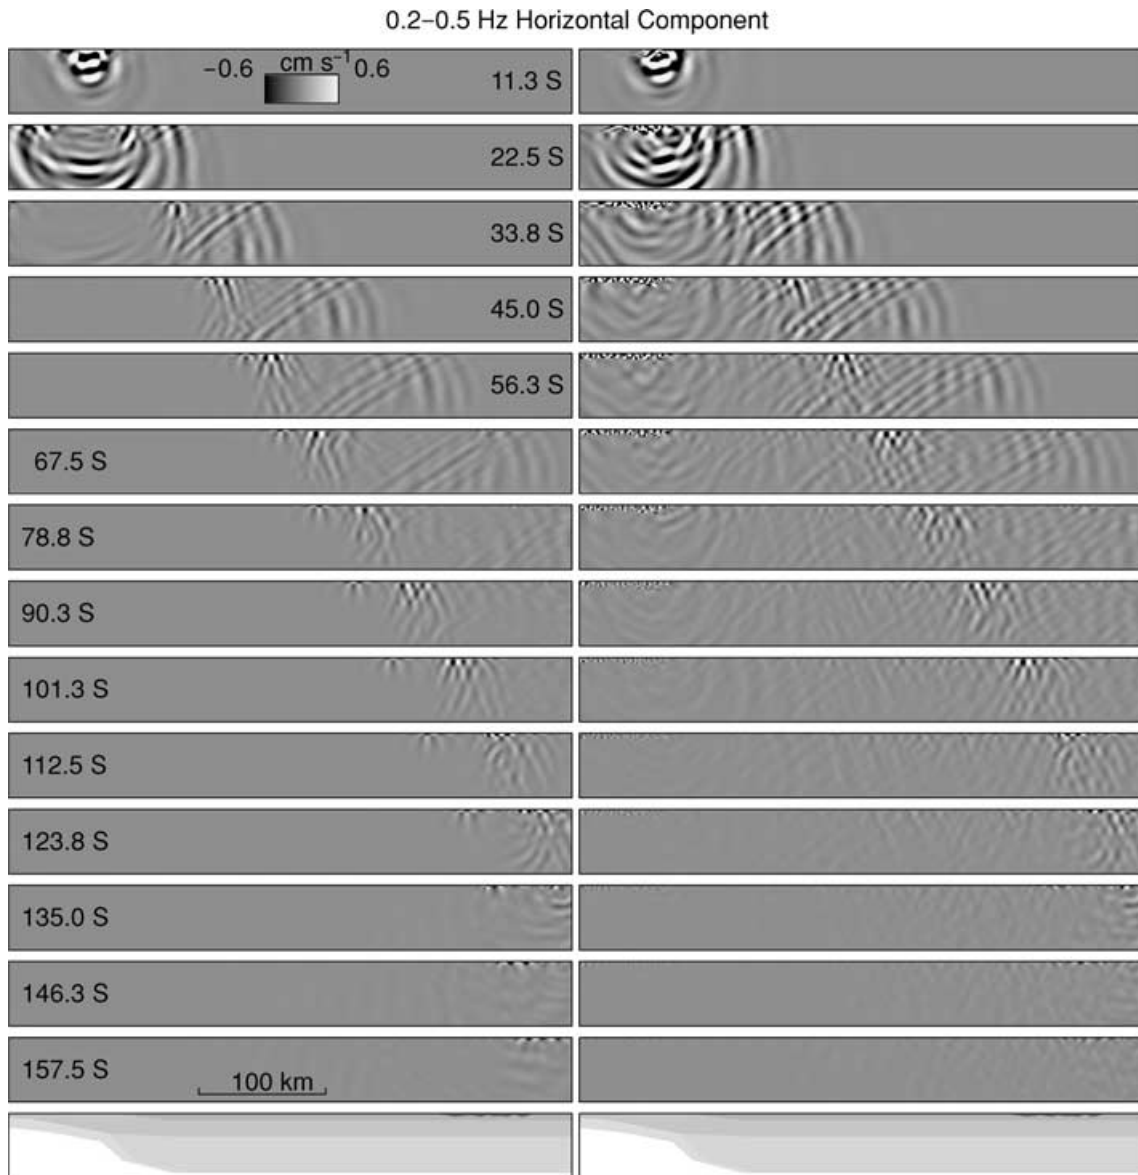 0.2–0.5 Hz Horizontal Component
−0.6 cm s⁻¹ 0.6
11.3 S
22.5 S
33.8 S
45.0 S
56.3 S
67.5 S
78.8 S
90.3 S
101.3 S
112.5 S
123.8 S
135.0 S
146.3 S
157.5 S
100 km